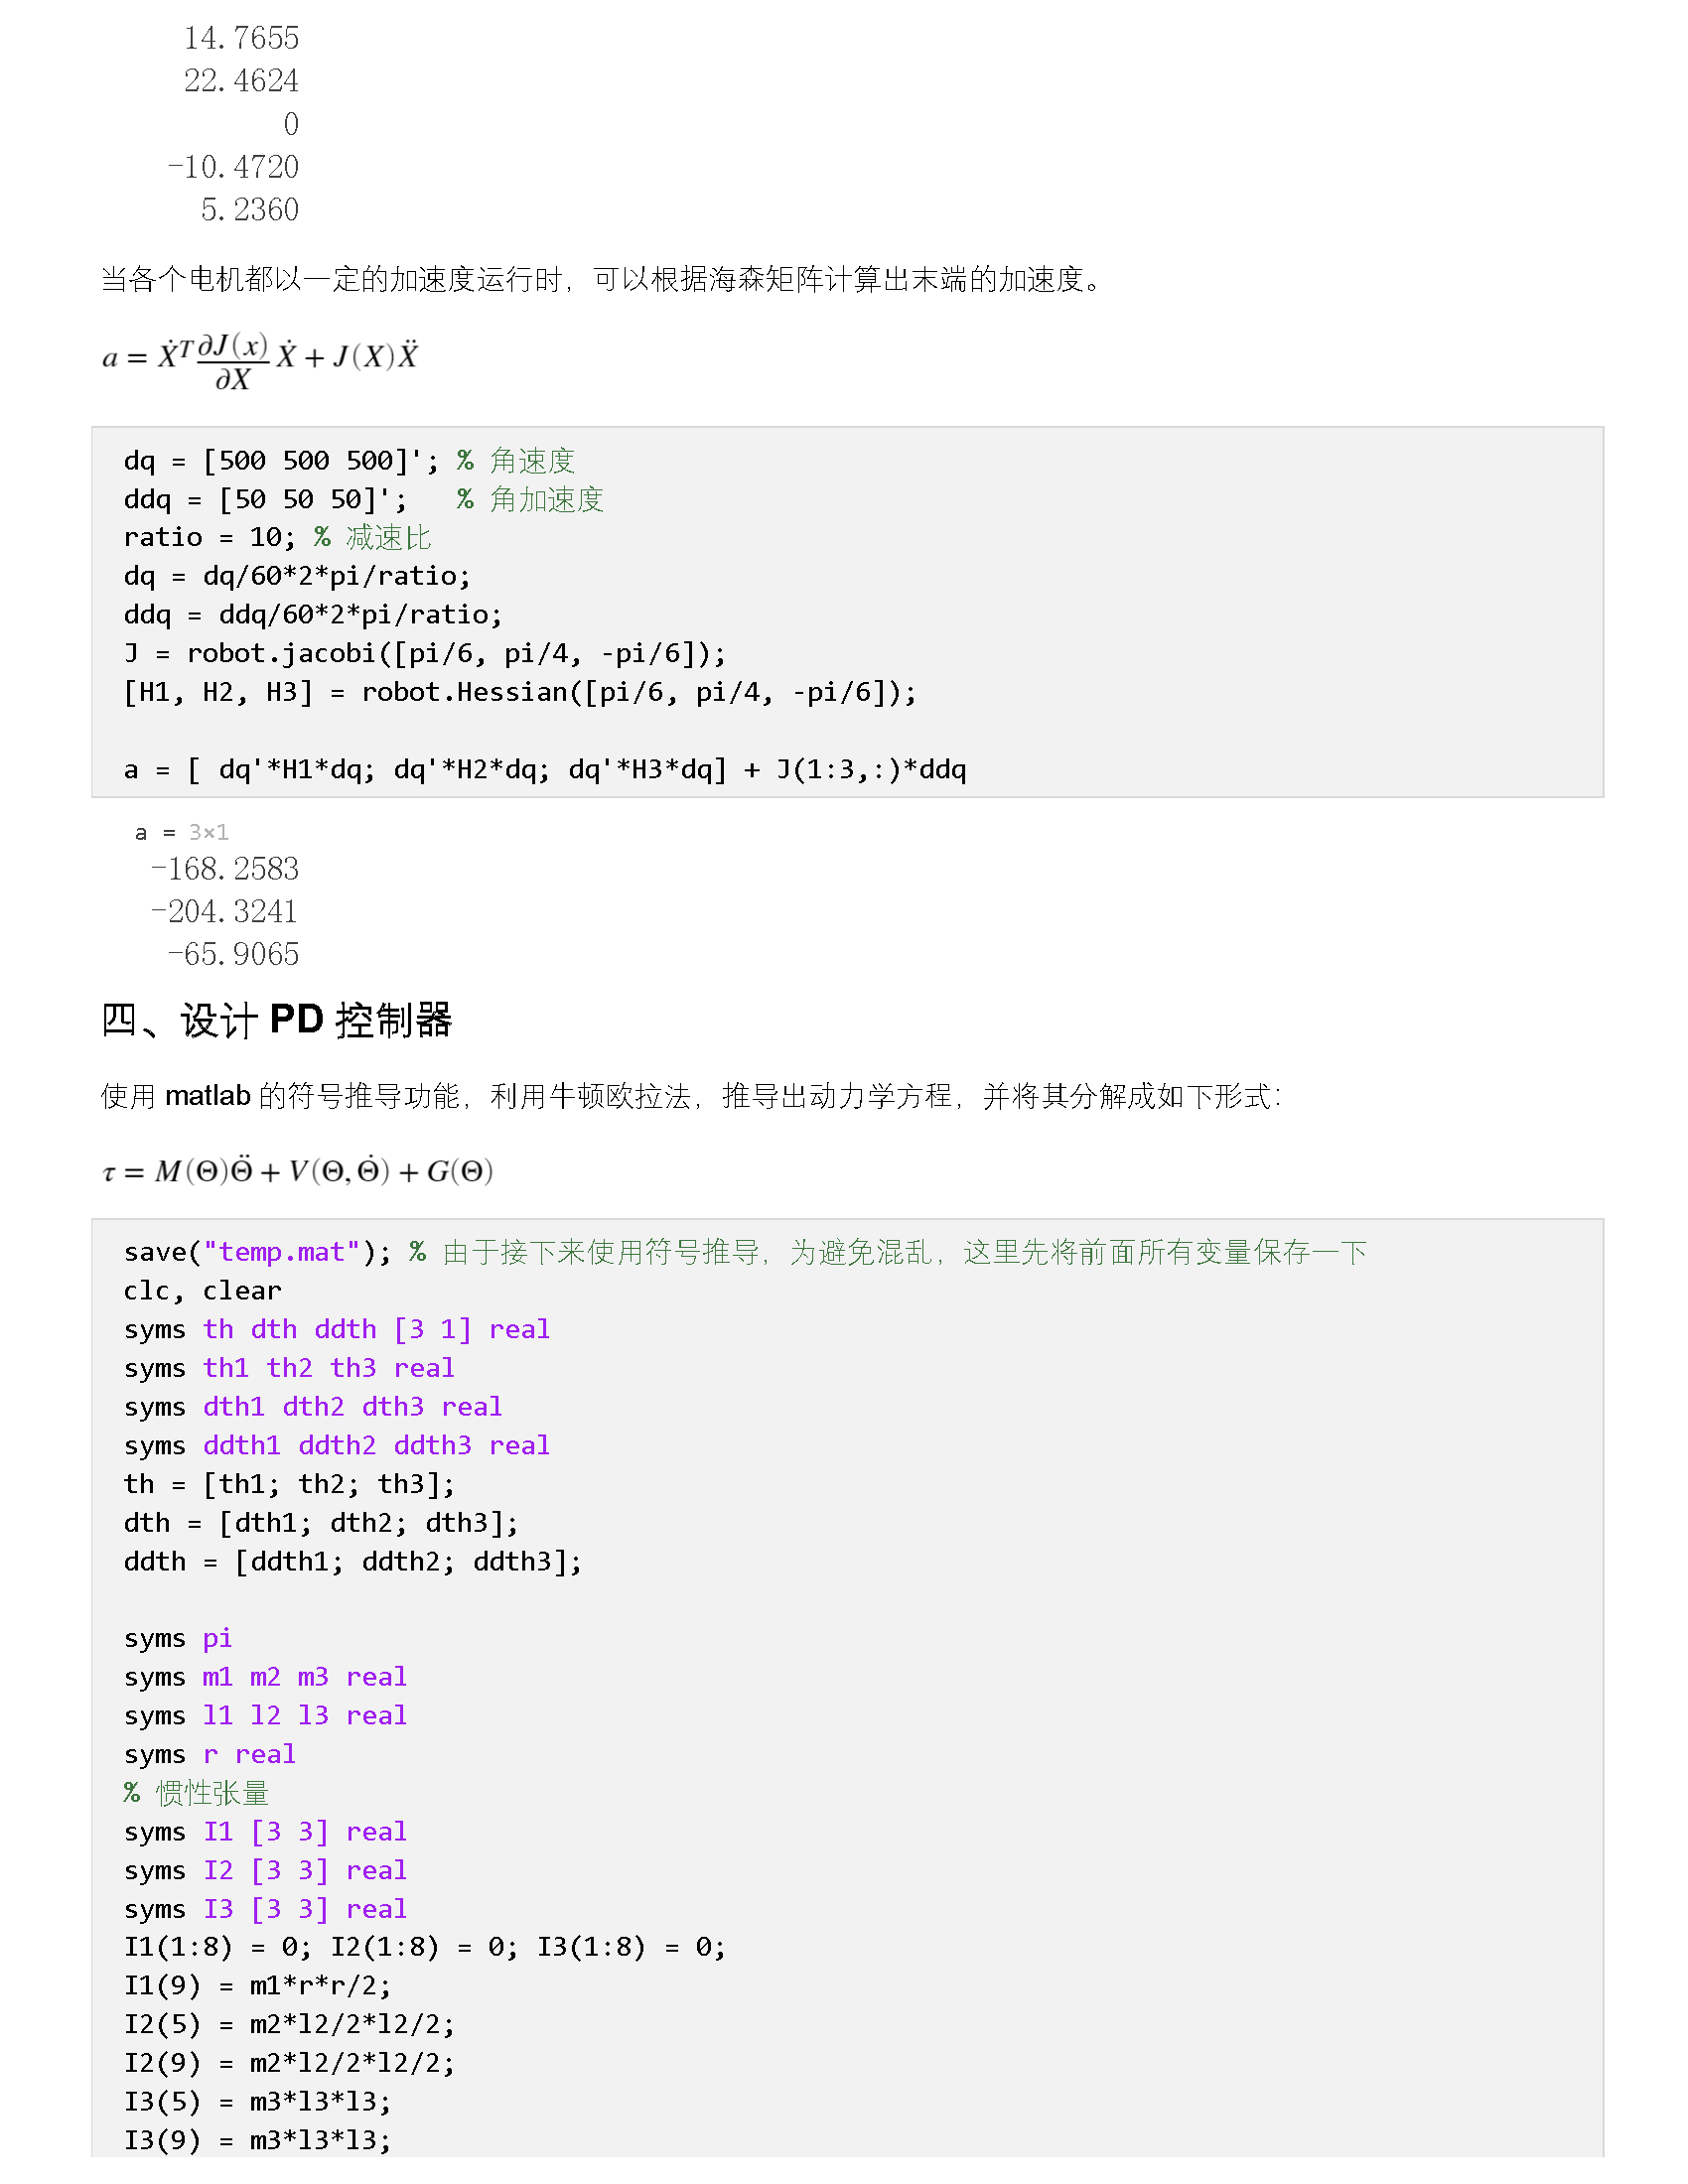 14.7655
22.4624
0
-10.4720
5.2360
当各个电机都以一定的加速度运行时，可以根据海森矩阵计算出末端的加速度。
a = Ẋ^T ∂J(x)/∂X Ẋ + J(X)Ẍ
dq = [500 500 500]'; % 角速度
ddq = [50 50 50]';   % 角加速度
ratio = 10; % 减速比
dq = dq/60*2*pi/ratio;
ddq = ddq/60*2*pi/ratio;
J = robot.jacobi([pi/6, pi/4, -pi/6]);
[H1, H2, H3] = robot.Hessian([pi/6, pi/4, -pi/6]);
a = [ dq'*H1*dq; dq'*H2*dq; dq'*H3*dq] + J(1:3,:)*ddq
a = 3×1
-168.2583
-204.3241
-65.9065
四、设计 PD 控制器
使用 matlab 的符号推导功能，利用牛顿欧拉法，推导出动力学方程，并将其分解成如下形式：
τ = M(Θ)Θ̈ + V(Θ, Θ̇) + G(Θ)
save("temp.mat"); % 由于接下来使用符号推导，为避免混乱，这里先将前面所有变量保存一下
clc, clear
syms th dth ddth [3 1] real
syms th1 th2 th3 real
syms dth1 dth2 dth3 real
syms ddth1 ddth2 ddth3 real
th = [th1; th2; th3];
dth = [dth1; dth2; dth3];
ddth = [ddth1; ddth2; ddth3];
syms pi
syms m1 m2 m3 real
syms l1 l2 l3 real
syms r real
% 惯性张量
syms I1 [3 3] real
syms I2 [3 3] real
syms I3 [3 3] real
I1(1:8) = 0; I2(1:8) = 0; I3(1:8) = 0;
I1(9) = m1*r*r/2;
I2(5) = m2*l2/2*l2/2;
I2(9) = m2*l2/2*l2/2;
I3(5) = m3*l3*l3;
I3(9) = m3*l3*l3;